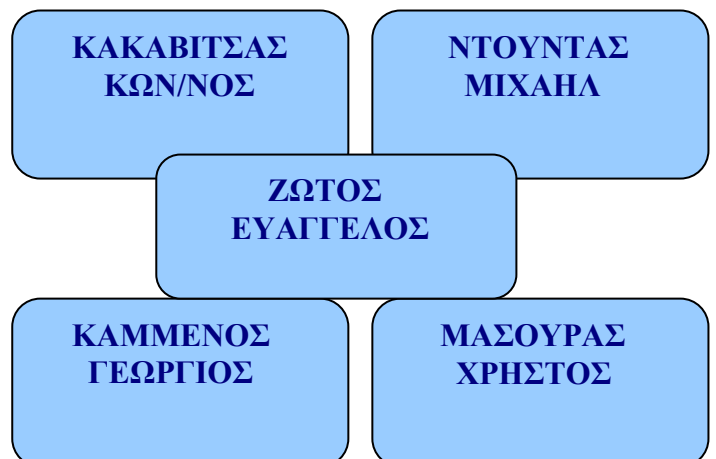 ΚΑΚΑΒΙΤΣΑΣ
ΚΩΝ/ΝΟΣ
ΝΤΟΥΝΤΑΣ
ΜΙΧΑΗΛ
ΖΩΤΟΣ
ΕΥΑΓΓΕΛΟΣ
ΚΑΜΜΕΝΟΣ
ΓΕΩΡΓΙΟΣ
ΜΑΣΟΥΡΑΣ
ΧΡΗΣΤΟΣ